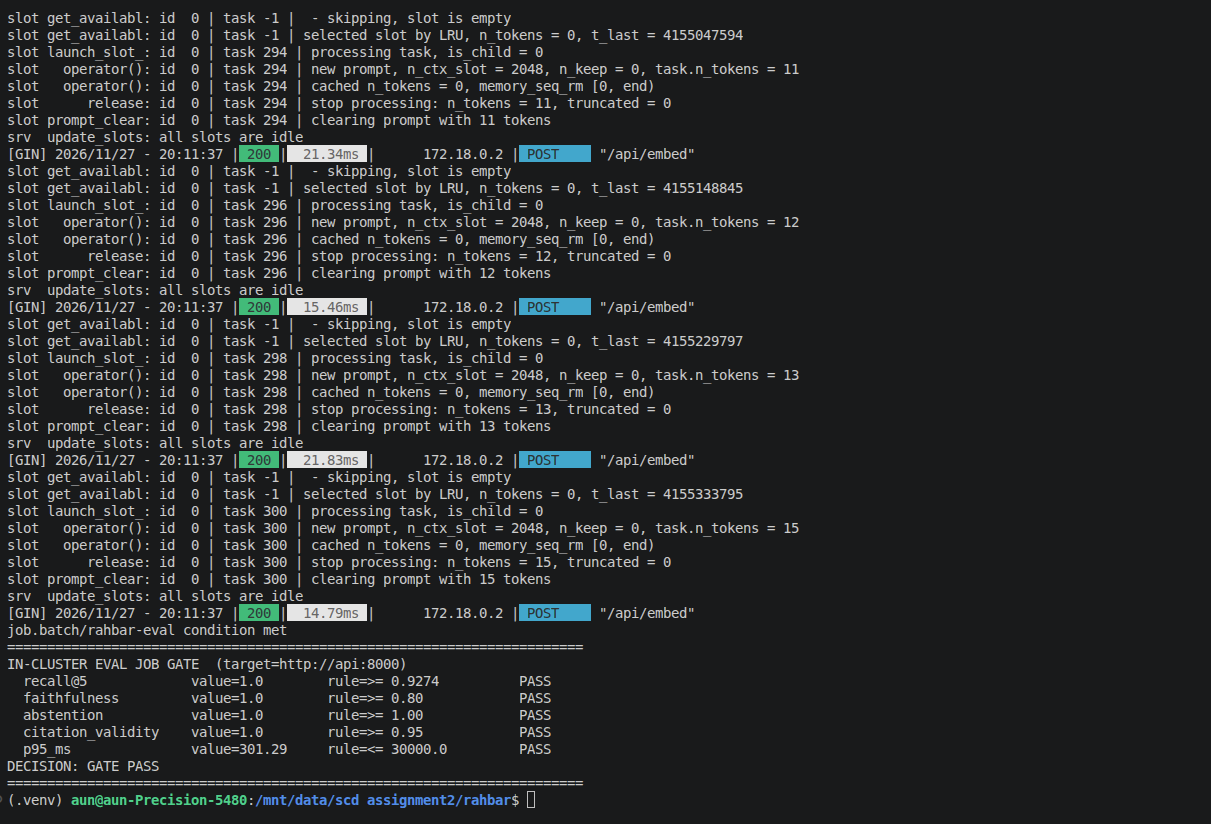 slot get_availabl: id  0 | task -1 |  - skipping, slot is empty
slot get_availabl: id  0 | task -1 | selected slot by LRU, n_tokens = 0, t_last = 4155047594
slot launch_slot_: id  0 | task 294 | processing task, is_child = 0
slot   operator(): id  0 | task 294 | new prompt, n_ctx_slot = 2048, n_keep = 0, task.n_tokens = 11
slot   operator(): id  0 | task 294 | cached n_tokens = 0, memory_seq_rm [0, end)
slot      release: id  0 | task 294 | stop processing: n_tokens = 11, truncated = 0
slot prompt_clear: id  0 | task 294 | clearing prompt with 11 tokens
srv  update_slots: all slots are idle
[GIN] 2026/11/27 - 20:11:37 | 200 |  21.34ms |      172.18.0.2 | POST     "/api/embed"
slot get_availabl: id  0 | task -1 |  - skipping, slot is empty
slot get_availabl: id  0 | task -1 | selected slot by LRU, n_tokens = 0, t_last = 4155148845
slot launch_slot_: id  0 | task 296 | processing task, is_child = 0
slot   operator(): id  0 | task 296 | new prompt, n_ctx_slot = 2048, n_keep = 0, task.n_tokens = 12
slot   operator(): id  0 | task 296 | cached n_tokens = 0, memory_seq_rm [0, end)
slot      release: id  0 | task 296 | stop processing: n_tokens = 12, truncated = 0
slot prompt_clear: id  0 | task 296 | clearing prompt with 12 tokens
srv  update_slots: all slots are idle
[GIN] 2026/11/27 - 20:11:37 | 200 |  15.46ms |      172.18.0.2 | POST     "/api/embed"
slot get_availabl: id  0 | task -1 |  - skipping, slot is empty
slot get_availabl: id  0 | task -1 | selected slot by LRU, n_tokens = 0, t_last = 4155229797
slot launch_slot_: id  0 | task 298 | processing task, is_child = 0
slot   operator(): id  0 | task 298 | new prompt, n_ctx_slot = 2048, n_keep = 0, task.n_tokens = 13
slot   operator(): id  0 | task 298 | cached n_tokens = 0, memory_seq_rm [0, end)
slot      release: id  0 | task 298 | stop processing: n_tokens = 13, truncated = 0
slot prompt_clear: id  0 | task 298 | clearing prompt with 13 tokens
srv  update_slots: all slots are idle
[GIN] 2026/11/27 - 20:11:37 | 200 |  21.83ms |      172.18.0.2 | POST     "/api/embed"
slot get_availabl: id  0 | task -1 |  - skipping, slot is empty
slot get_availabl: id  0 | task -1 | selected slot by LRU, n_tokens = 0, t_last = 4155333795
slot launch_slot_: id  0 | task 300 | processing task, is_child = 0
slot   operator(): id  0 | task 300 | new prompt, n_ctx_slot = 2048, n_keep = 0, task.n_tokens = 15
slot   operator(): id  0 | task 300 | cached n_tokens = 0, memory_seq_rm [0, end)
slot      release: id  0 | task 300 | stop processing: n_tokens = 15, truncated = 0
slot prompt_clear: id  0 | task 300 | clearing prompt with 15 tokens
srv  update_slots: all slots are idle
[GIN] 2026/11/27 - 20:11:37 | 200 |  14.79ms |      172.18.0.2 | POST     "/api/embed"
job.batch/rahbar-eval condition met
========================================================================
IN-CLUSTER EVAL JOB GATE  (target=http://api:8000)
  recall@5             value=1.0        rule=>= 0.9274          PASS
  faithfulness         value=1.0        rule=>= 0.80            PASS
  abstention           value=1.0        rule=>= 1.00            PASS
  citation_validity    value=1.0        rule=>= 0.95            PASS
  p95_ms               value=301.29     rule=<= 30000.0         PASS
DECISION: GATE PASS
========================================================================
(.venv) aun@aun-Precision-5480:/mnt/data/scd assignment2/rahbar$